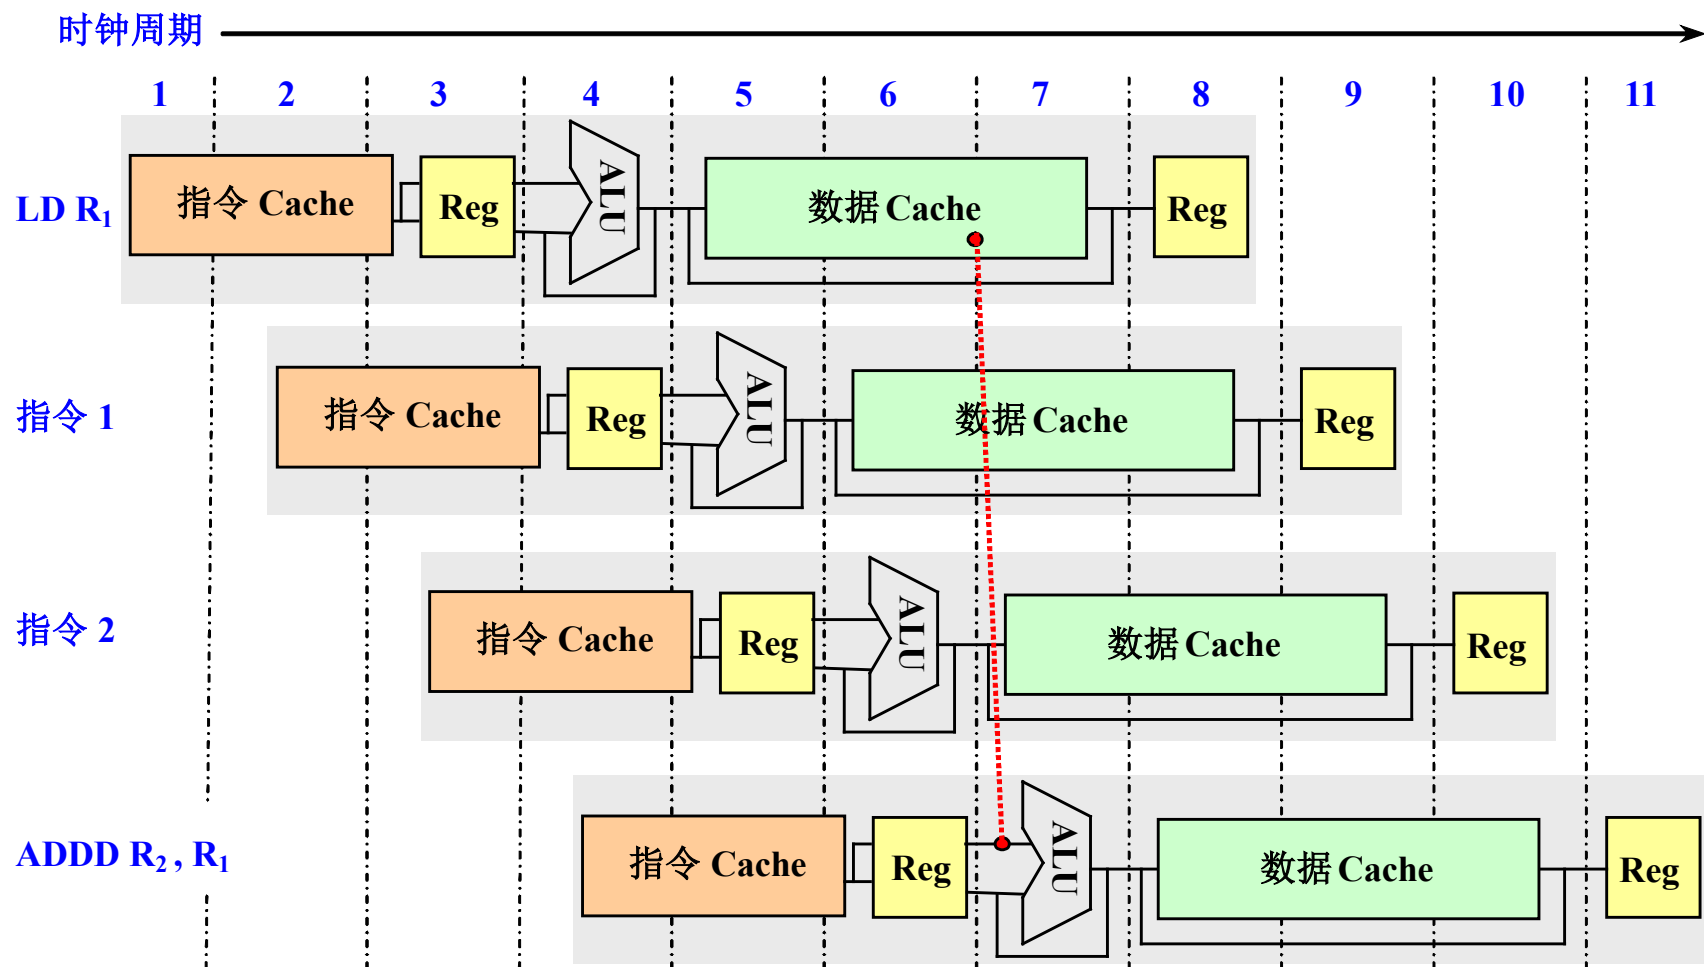 时钟周期
1 2 3 4 5 6 7 8 9 10 11
LD R₁ 指令 Cache Reg ALU 数据 Cache Reg
指令 1 指令 Cache Reg ALU 数据 Cache Reg
指令 2 指令 Cache Reg ALU 数据 Cache Reg
ADDD R₂ , R₁ 指令 Cache Reg ALU 数据 Cache Reg